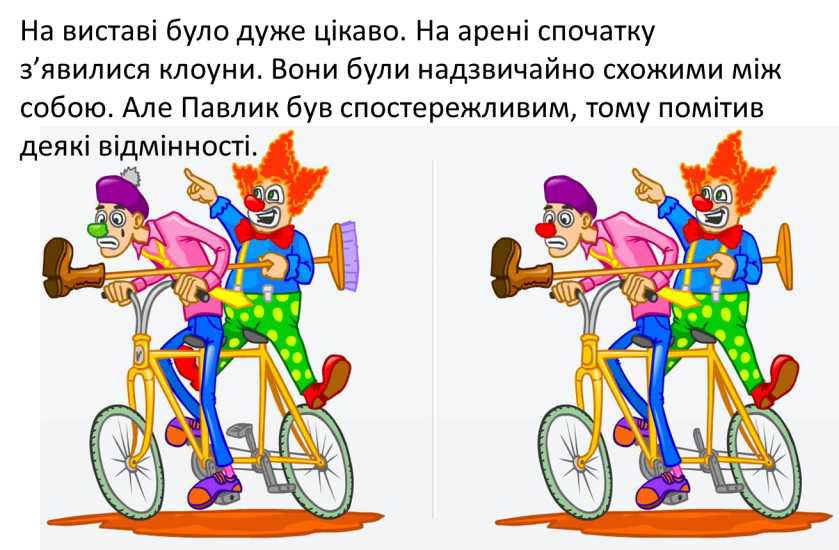 На виставі було дуже цікаво. На арені спочатку
з’явилися клоуни. Вони були надзвичайно схожими між
собою. Але Павлик був спостережливим, тому помітив
деякі відмінності.